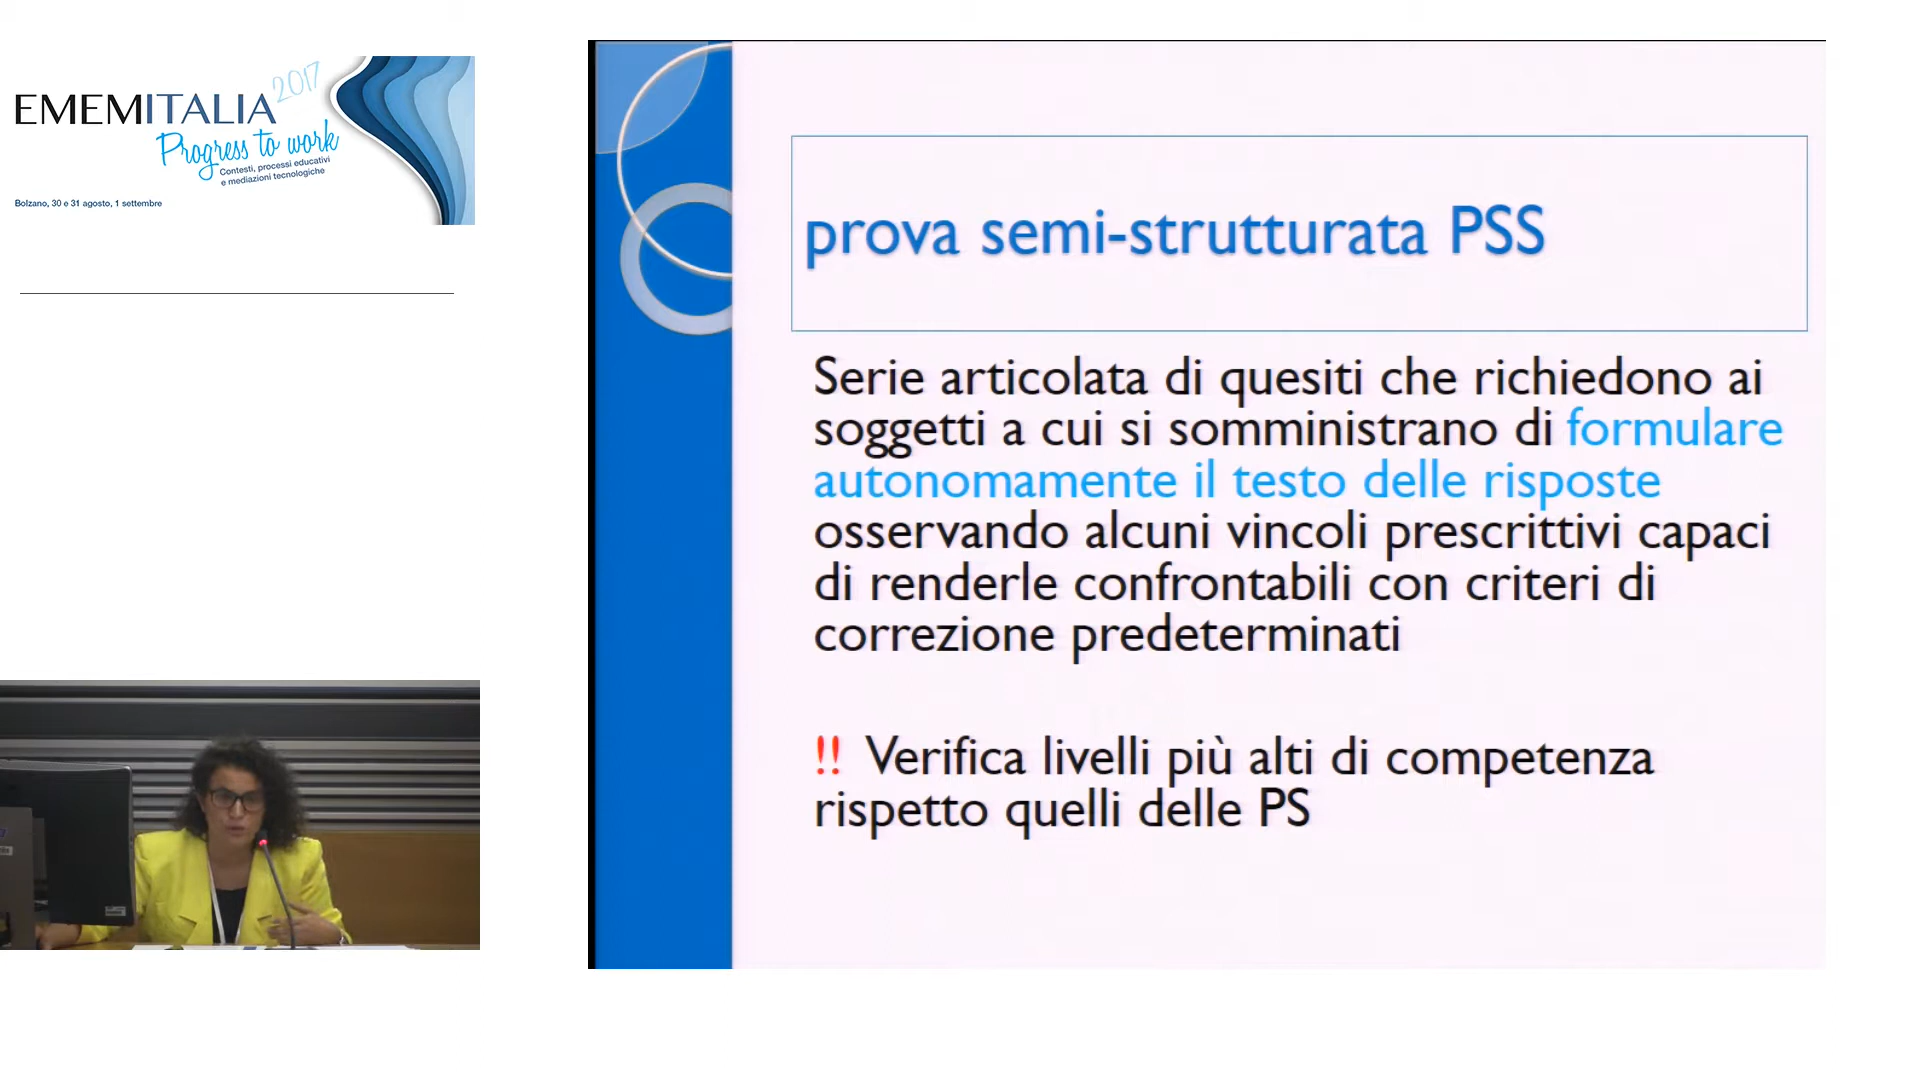 EMEMITALIA 2017
Progress to work
Contesti, processi educativi
e mediazioni tecnologiche
Bolzano, 30 e 31 agosto, 1 settembre
prova semi-strutturata PSS
Serie articolata di quesiti che richiedono ai
soggetti a cui si somministrano di formulare
autonomamente il testo delle risposte
osservando alcuni vincoli prescrittivi capaci
di renderle confrontabili con criteri di
correzione predeterminati
!! Verifica livelli più alti di competenza
rispetto quelli delle PS